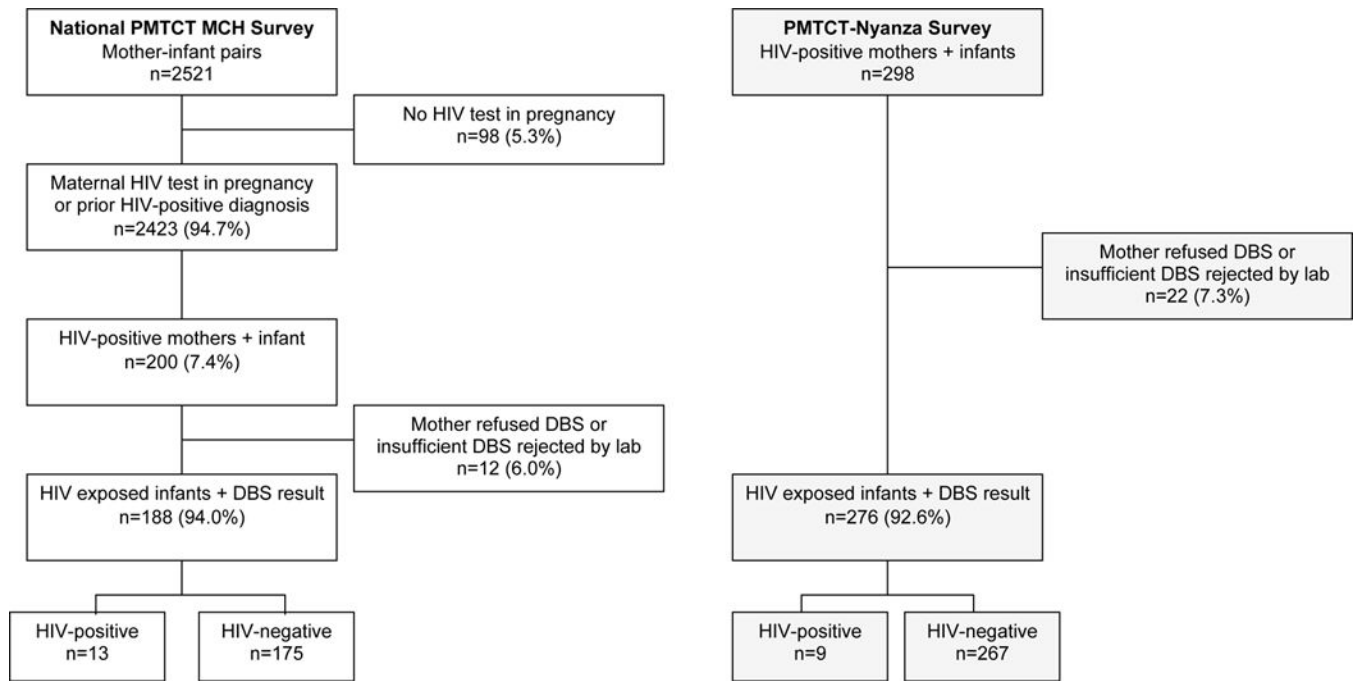 National PMTCT MCH Survey
Mother-infant pairs
n=2521
No HIV test in pregnancy
n=98 (5.3%)
Maternal HIV test in pregnancy
or prior HIV-positive diagnosis
n=2423 (94.7%)
HIV-positive mothers + infant
n=200 (7.4%)
Mother refused DBS or
insufficient DBS rejected by lab
n=12 (6.0%)
HIV exposed infants + DBS result
n=188 (94.0%)
HIV-positive
n=13
HIV-negative
n=175
PMTCT-Nyanza Survey
HIV-positive mothers + infants
n=298
Mother refused DBS or
insufficient DBS rejected by lab
n=22 (7.3%)
HIV exposed infants + DBS result
n=276 (92.6%)
HIV-positive
n=9
HIV-negative
n=267